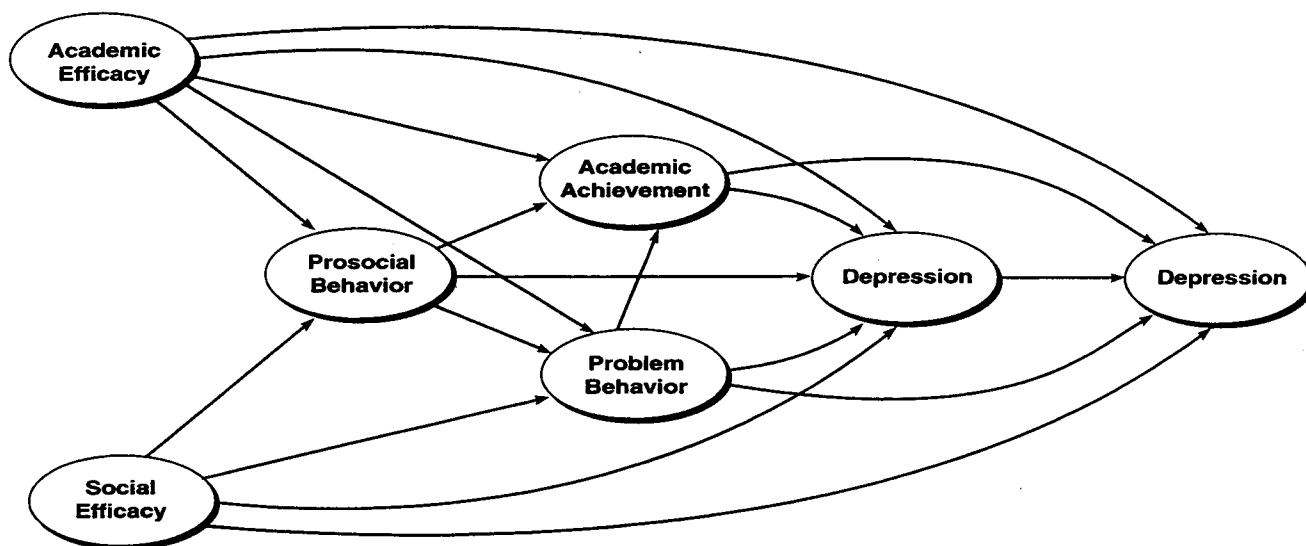 Academic
Efficacy
Academic
Achievement
Prosocial
Behavior
Depression
Depression
Problem
Behavior
Social
Efficacy